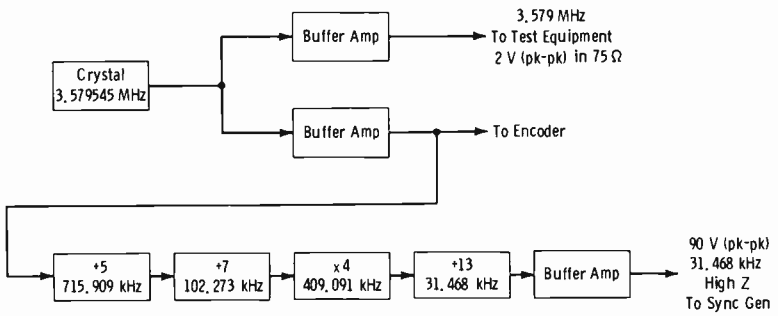 Buffer Amp
3.579 MHz
To Test Equipment
2 V (pk-pk) in 75 Ω
Crystal
3.579545 MHz
Buffer Amp
To Encoder
+5
715.909 kHz
+7
102.273 kHz
x 4
409.091 kHz
+13
31.468 kHz
Buffer Amp
90 V (pk-pk)
31.468 kHz
High Z
To Sync Gen